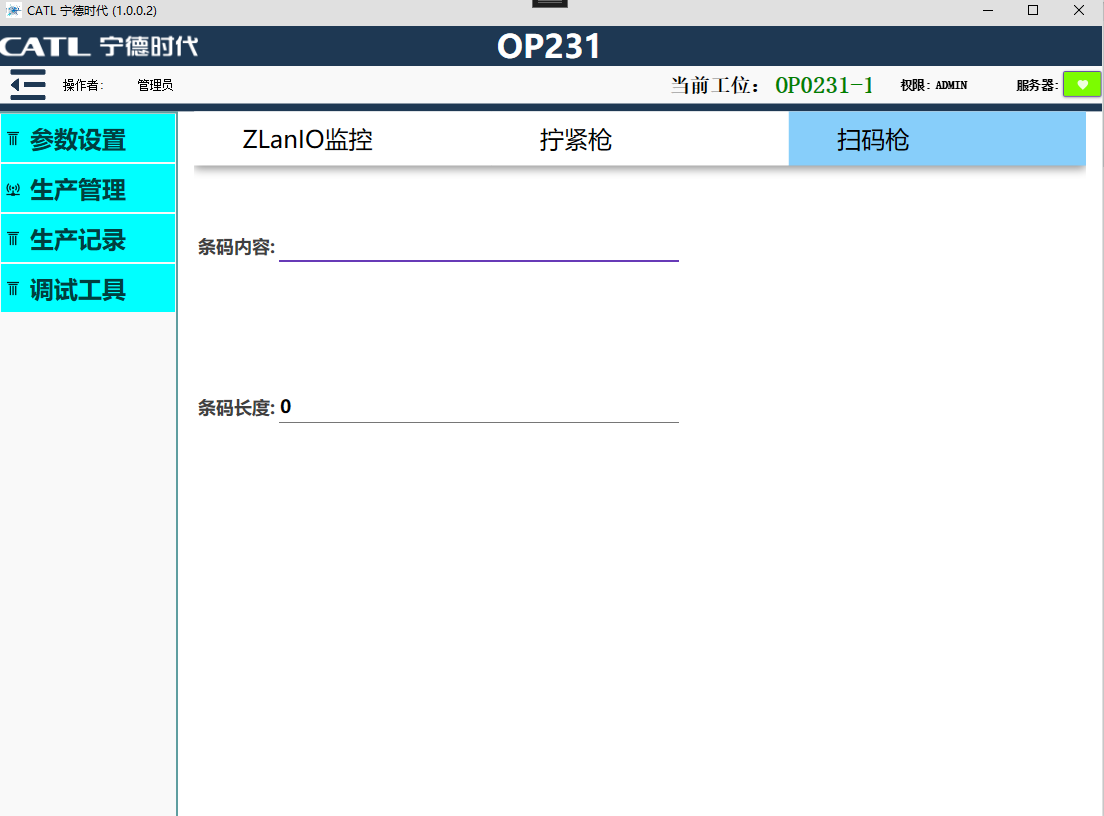 CATL 宁德时代 (1.0.0.2)
CATL 宁德时代 OP231
操作者: 管理员 当前工位: OP0231-1 权限: ADMIN 服务器:
参数设置
生产管理
生产记录
调试工具
ZLanIO监控 拧紧枪 扫码枪
条码内容:
条码长度: 0